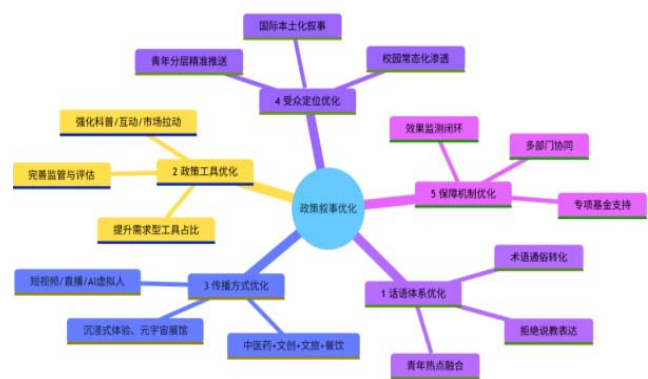 国际本土化叙事
青年分层精准推送
校园常态化渗透
4 受众定位优化
强化科普/互动/市场拉动
完善监管与评估
2 政策工具优化
提升需求型工具占比
效果监测闭环
多部门协同
5 保障机制优化
专项基金支持
政策叙事优化
短视频/直播/AI虚拟人
3 传播方式优化
沉浸式体验、元宇宙展馆
中医药+文创+文旅+餐饮
术语通俗转化
1 话语体系优化
拒绝说教表达
青年热点融合